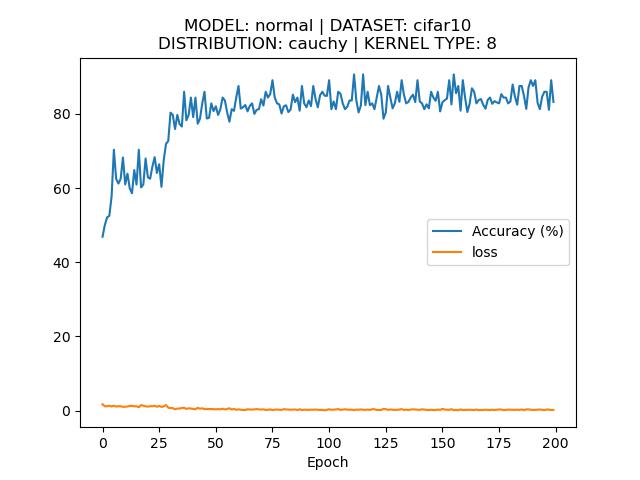 MODEL: normal | DATASET: cifar10
DISTRIBUTION: cauchy | KERNEL TYPE: 8
80
60
40
20
0
Accuracy (%)
loss
0 25 50 75 100 125 150 175 200
Epoch